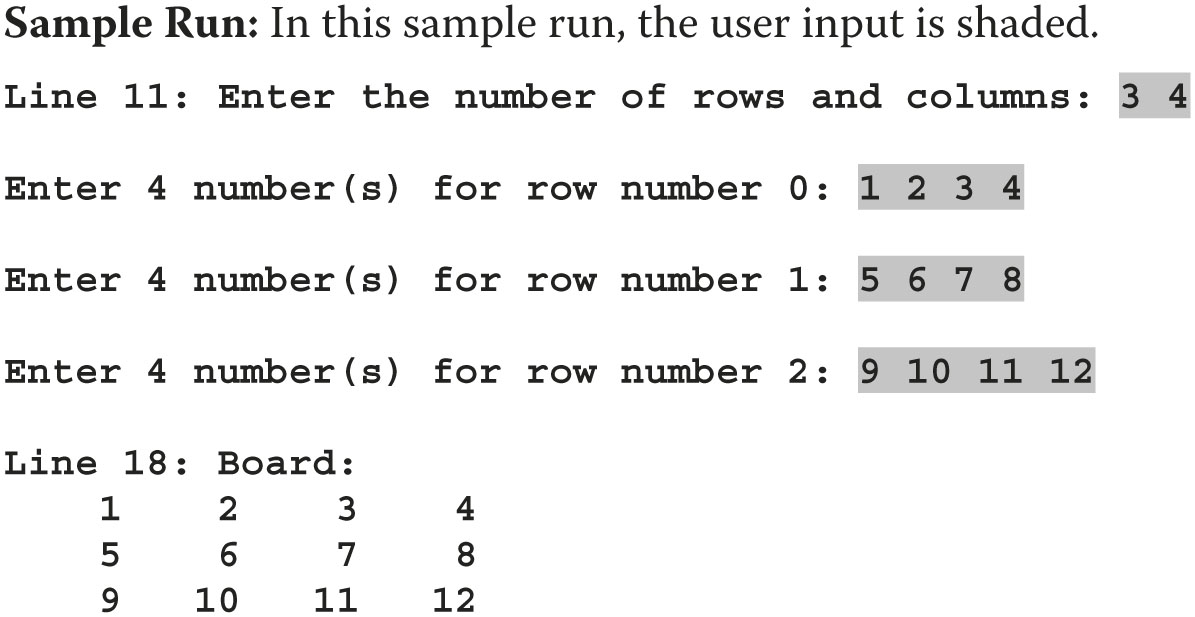 Sample Run: In this sample run, the user input is shaded.
Line 11: Enter the number of rows and columns: 3 4
Enter 4 number(s) for row number 0: 1 2 3 4
Enter 4 number(s) for row number 1: 5 6 7 8
Enter 4 number(s) for row number 2: 9 10 11 12
Line 18: Board:
1 2 3 4
5 6 7 8
9 10 11 12